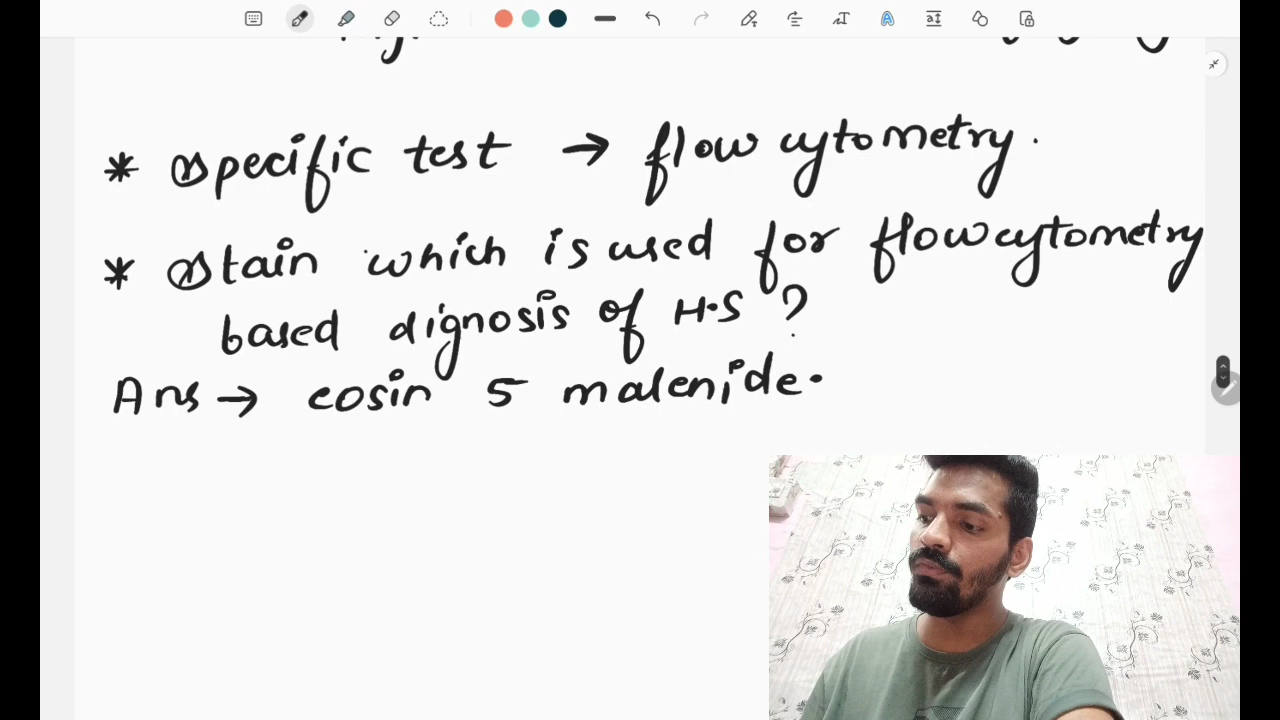 * specific test → flow cytometry.
* stain which is used for flowcytometry
based dignosis of H.S ?
Ans → eosin 5 malenide.